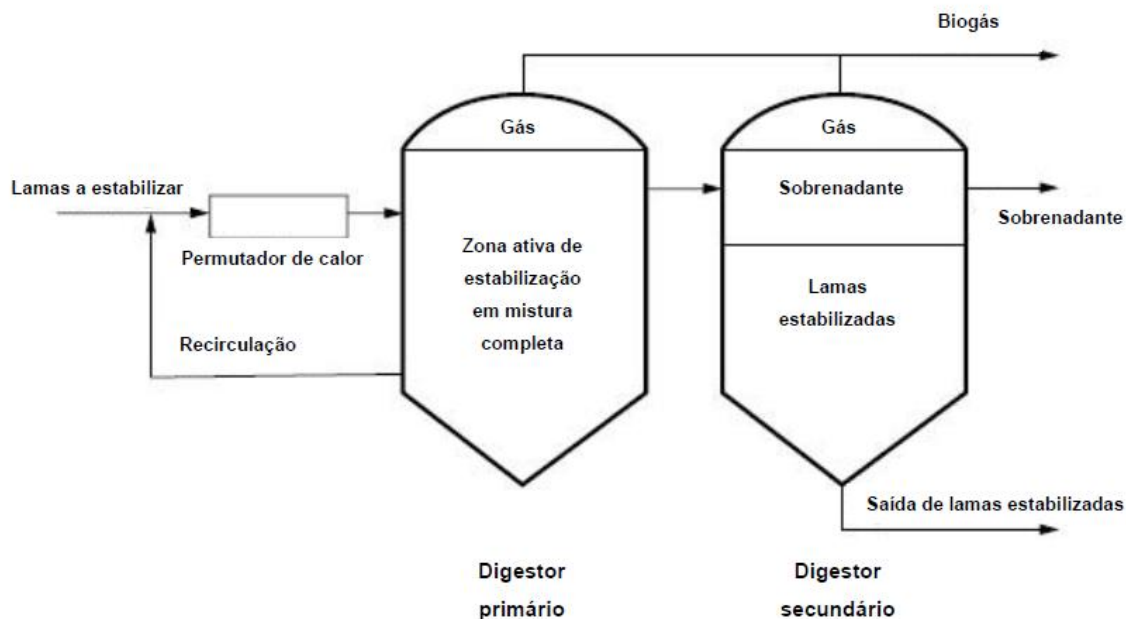 Biogás
Gás
Gás
Lamas a estabilizar
Sobrenadante
Sobrenadante
Permutador de calor
Zona ativa de
estabilização
em mistura
completa
Lamas
estabilizadas
Recirculação
Saída de lamas estabilizadas
Digestor
primário
Digestor
secundário